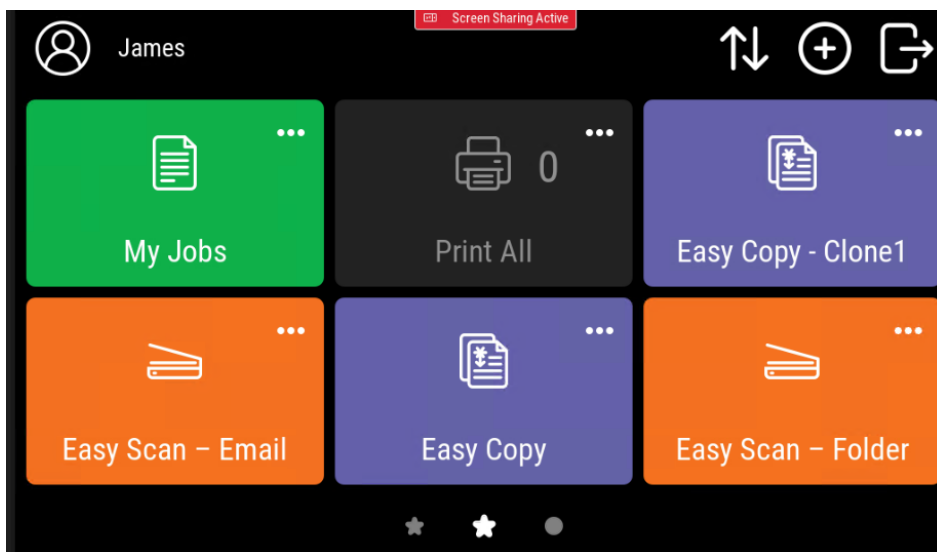 Screen Sharing Active
James
My Jobs
0
Print All
Easy Copy - Clone1
Easy Scan – Email
Easy Copy
Easy Scan – Folder